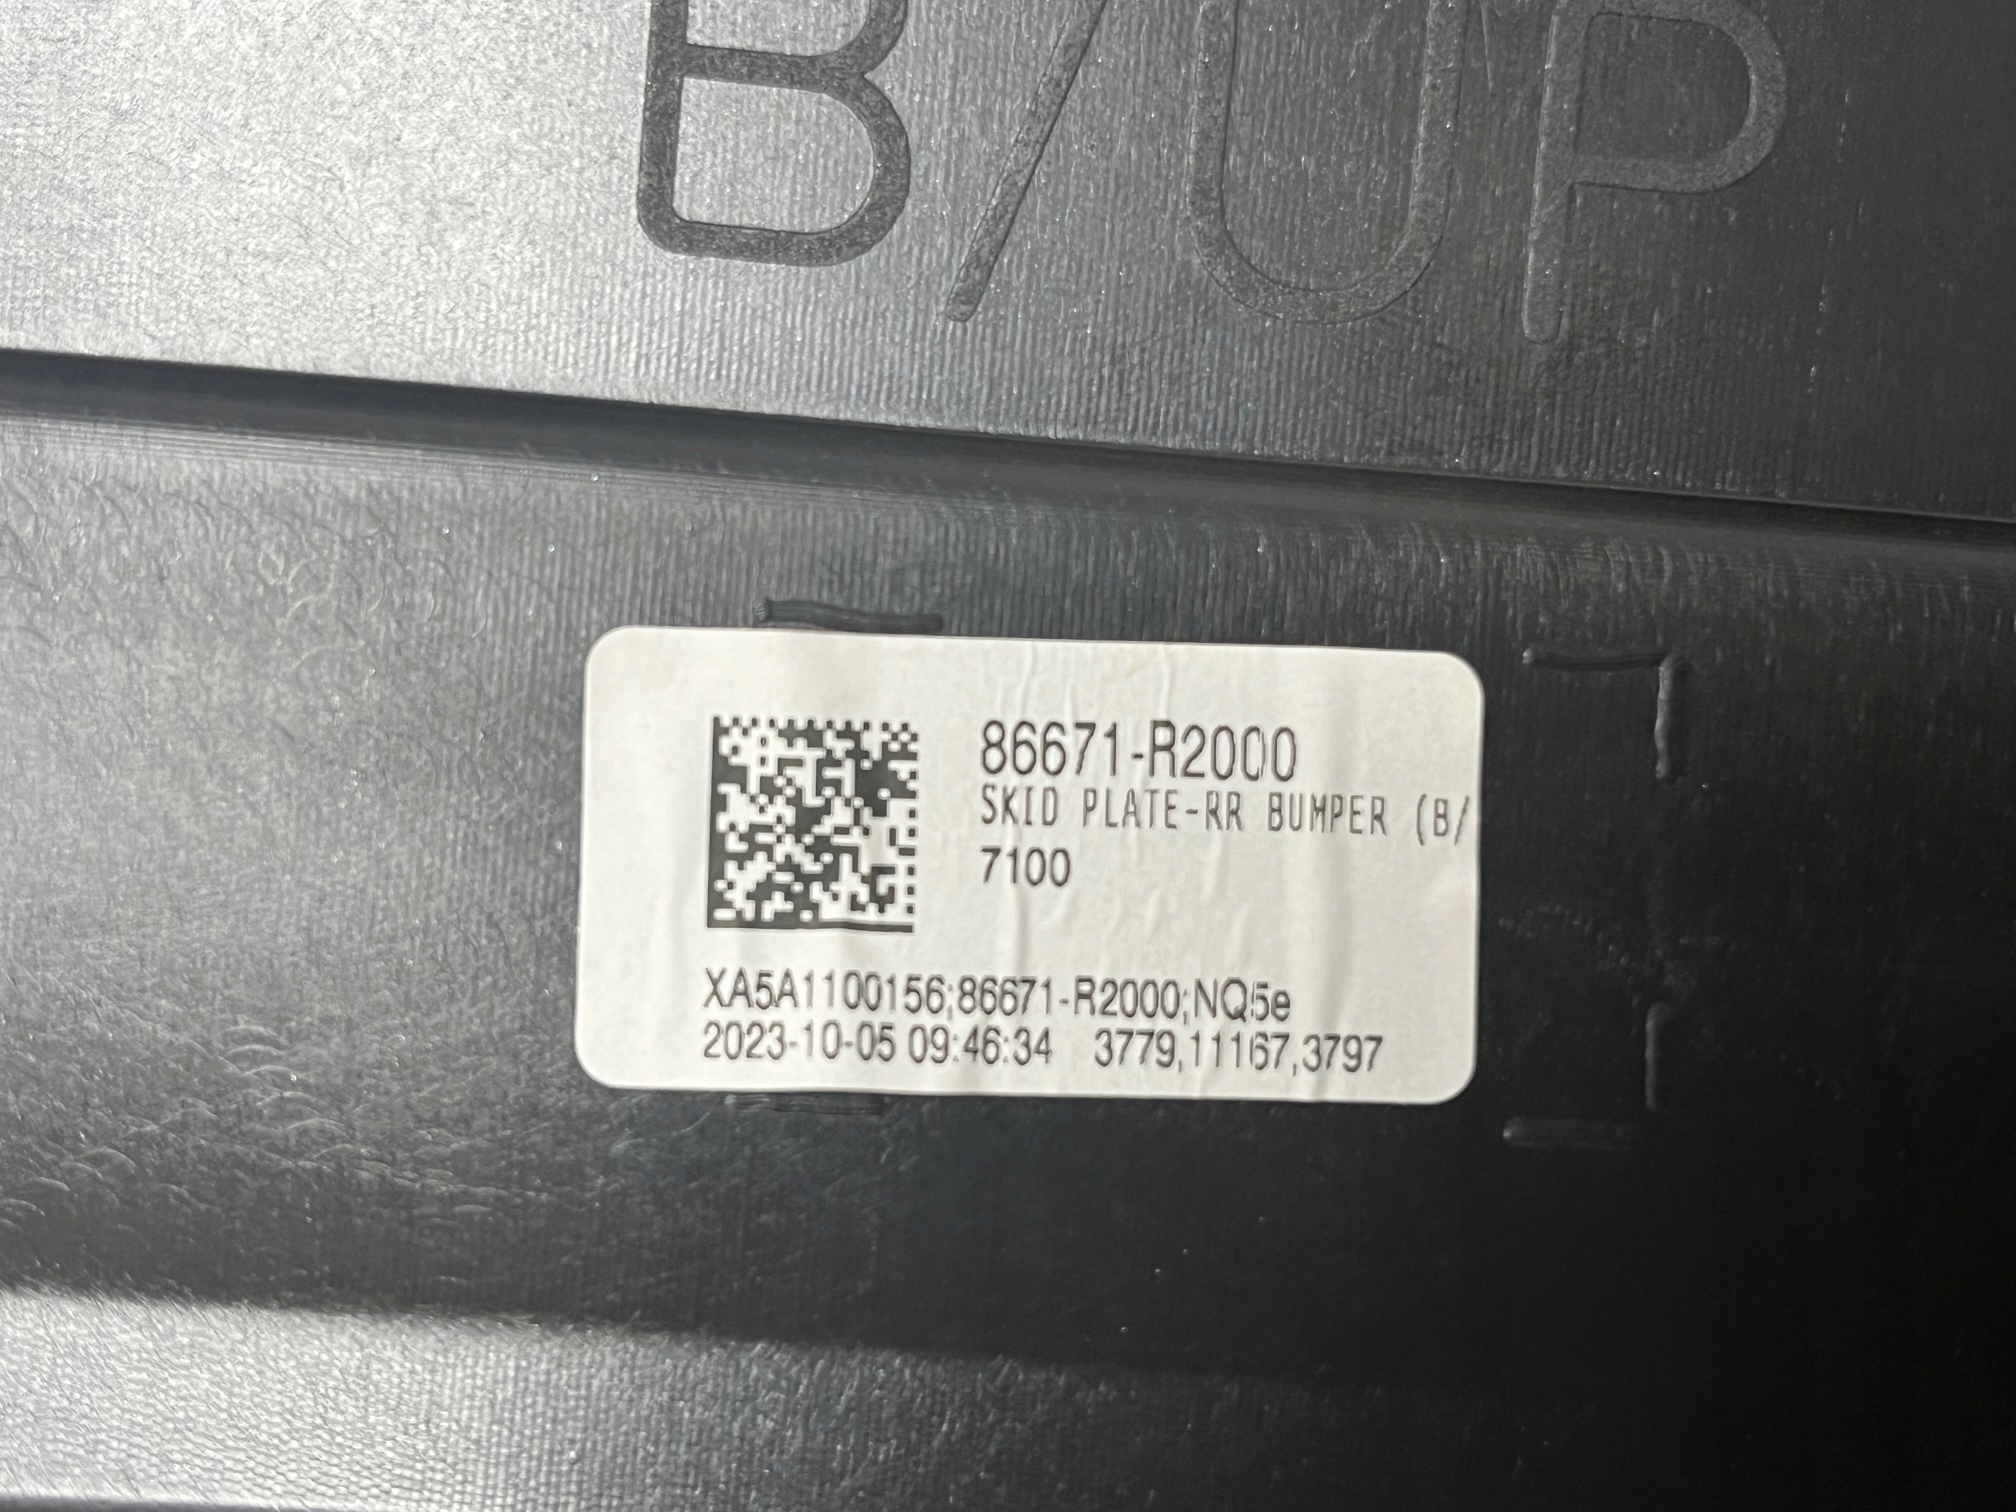 B/UP
86671-R2000
SKID PLATE-RR BUMPER (B/
7100
XA5A1100156;86671-R2000;NQ5e
2023-10-05 09:46:34 3779,11167,3797